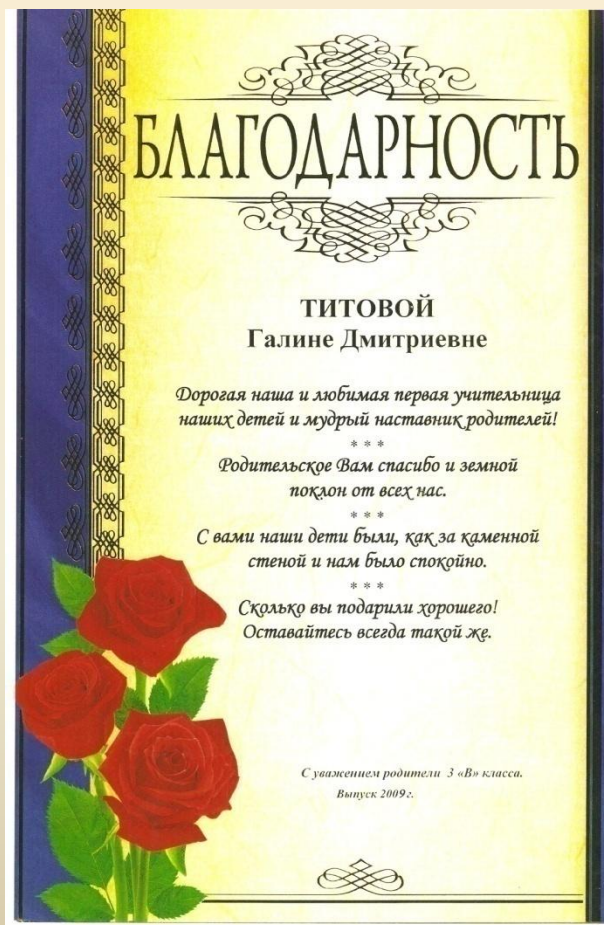 БЛАГОДАРНОСТЬ
ТИТОВОЙ
Галине Дмитриевне
Дорогая наша и любимая первая учительница
наших детей и мудрый наставник родителей!
* * *
Родительское Вам спасибо и земной
поклон от всех нас.
* * *
С вами наши дети были, как за каменной
стеной и нам было спокойно.
* * *
Сколько вы подарили хорошего!
Оставайтесь всегда такой же.
С уважением родители 3 «В» класса.
Выпуск 2009г.